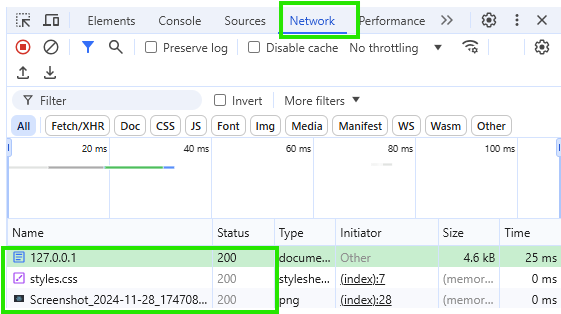 Elements Console Sources Network Performance
Preserve log Disable cache No throttling
Filter Invert More filters
All Fetch/XHR Doc CSS JS Font Img Media Manifest WS Wasm Other
20 ms 40 ms 60 ms 80 ms 100 ms
Name Status Type Initiator Size Time
127.0.0.1 200 docume... Other 4.6 kB 25 ms
styles.css 200 styleshe... (index):7 (memor... 0 ms
Screenshot_2024-11-28_174708... 200 png (index):28 (memor... 0 ms